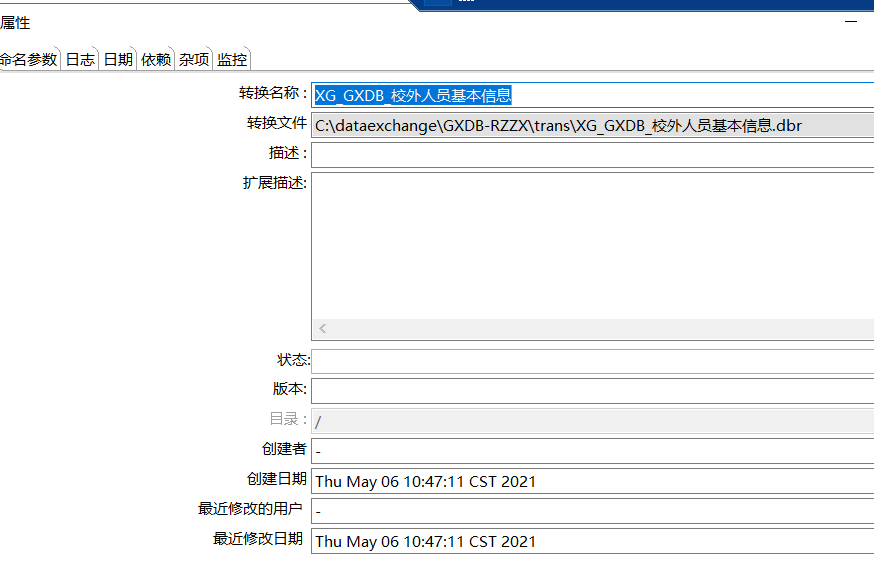 属性
命名参数 日志 日期 依赖 杂项 监控
转换名称 : XG_GXDB_校外人员基本信息
转换文件 C:\dataexchange\GXDB-RZZX\trans\XG_GXDB_校外人员基本信息.dbr
描述 :
扩展描述:
状态:
版本:
目录 : /
创建者 -
创建日期 Thu May 06 10:47:11 CST 2021
最近修改的用户 -
最近修改日期 Thu May 06 10:47:11 CST 2021